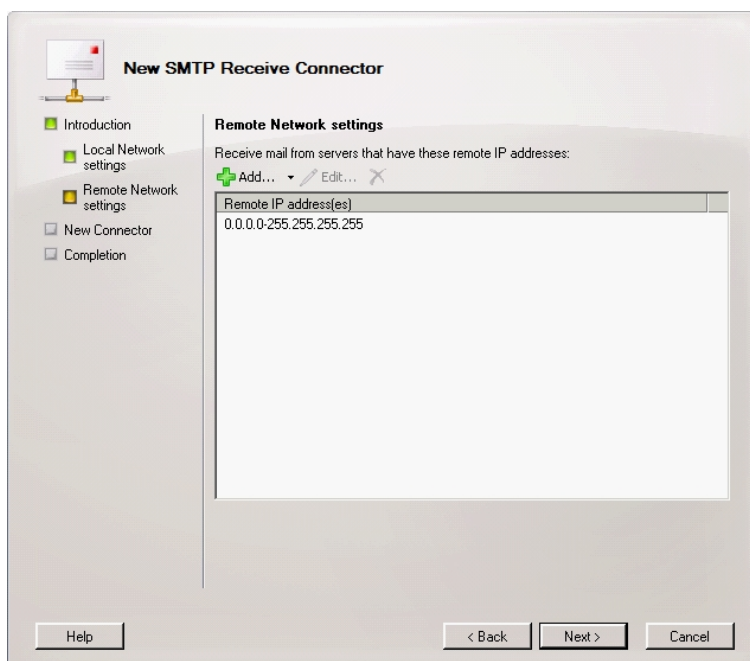 New SMTP Receive Connector
Introduction
Local Network
settings
Remote Network
settings
New Connector
Completion
Remote Network settings
Receive mail from servers that have these remote IP addresses:
Add...
Edit...
Remote IP address(es)
0.0.0.0-255.255.255.255
Help
< Back
Next >
Cancel